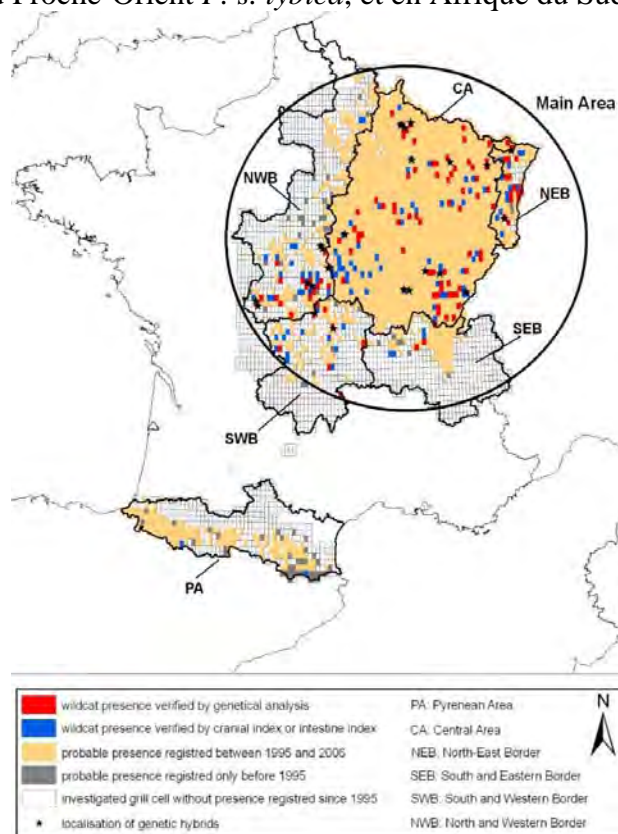 Proche-Orient F. s. lybica, et en Afrique du Sud
CA
Main Area
NWB
NEB
SEB
SWB
PA
wildcat presence verified by genetical analysis
wildcat presence verified by cranial index or intestine index
probable presence registred between 1995 and 2005
probable presence registred only before 1995
investigated grill cell without presence registred since 1995
localisation of genetic hybrids
PA: Pyrenean Area
CA: Central Area
NEB: North-East Border
SEB: South and Eastern Border
SWB: South and Western Border
NWB: North and Western Border
N